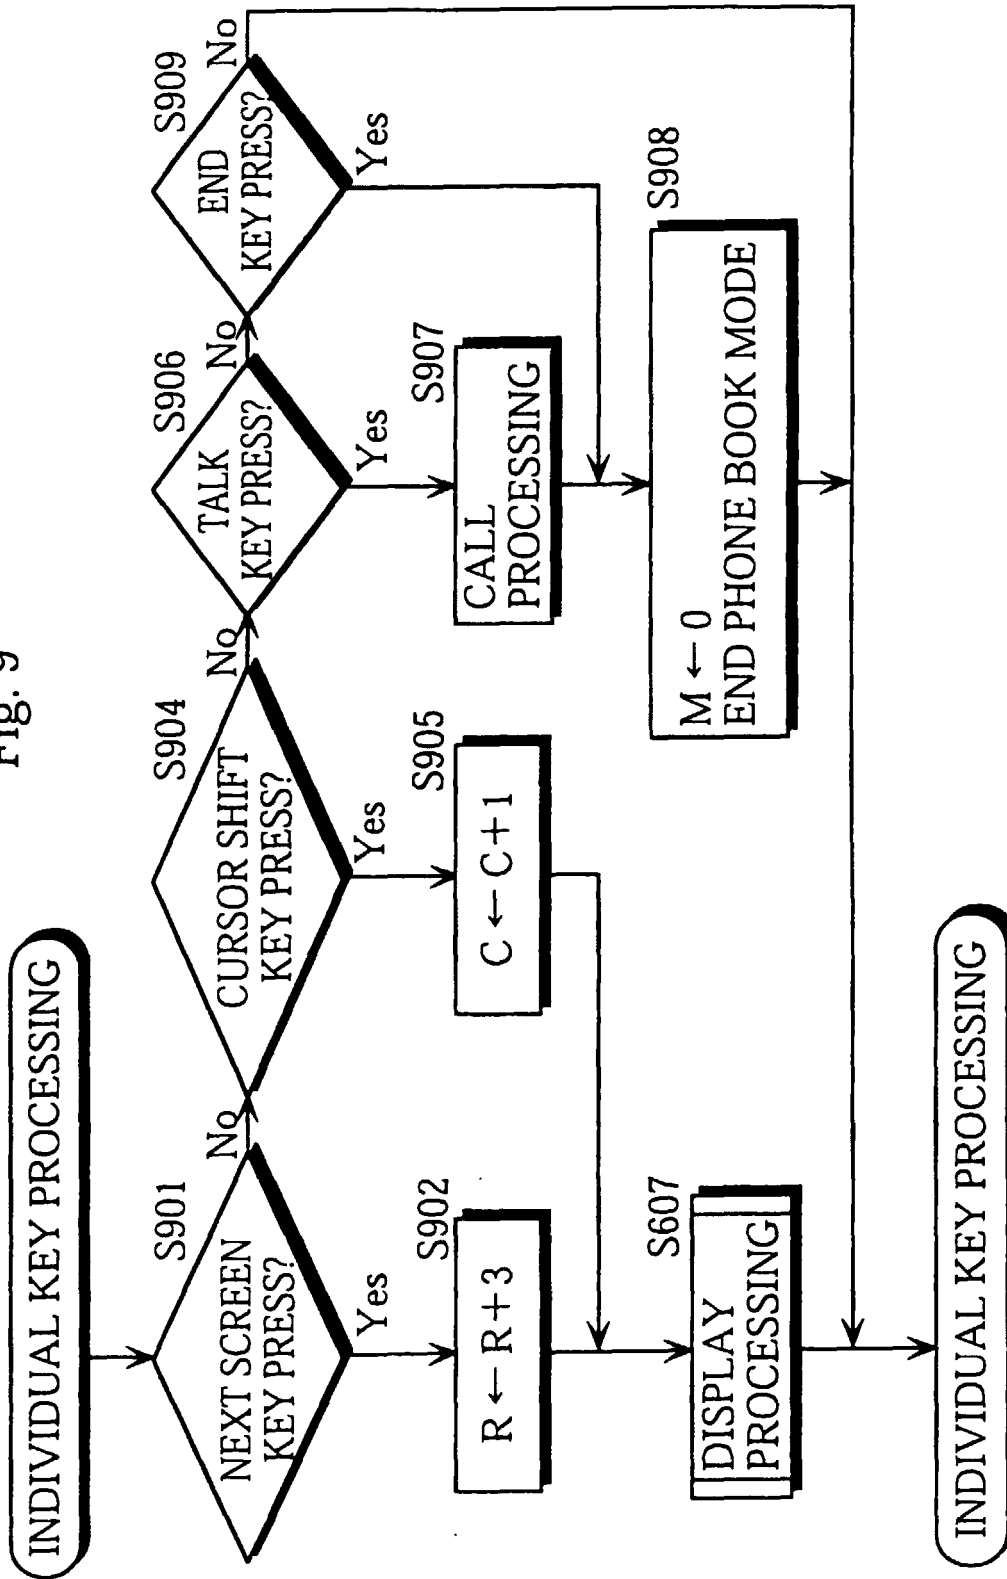 Fig. 9
INDIVIDUAL KEY PROCESSING
S901
NEXT SCREEN
KEY PRESS?
No
Yes
S904
CURSOR SHIFT
KEY PRESS?
No
Yes
S906
TALK
KEY PRESS?
No
Yes
S909
END
KEY PRESS?
No
Yes
S902
R ← R+3
S905
C ← C+1
S907
CALL
PROCESSING
S908
M ← 0
END PHONE BOOK MODE
S607
DISPLAY
PROCESSING
INDIVIDUAL KEY PROCESSING